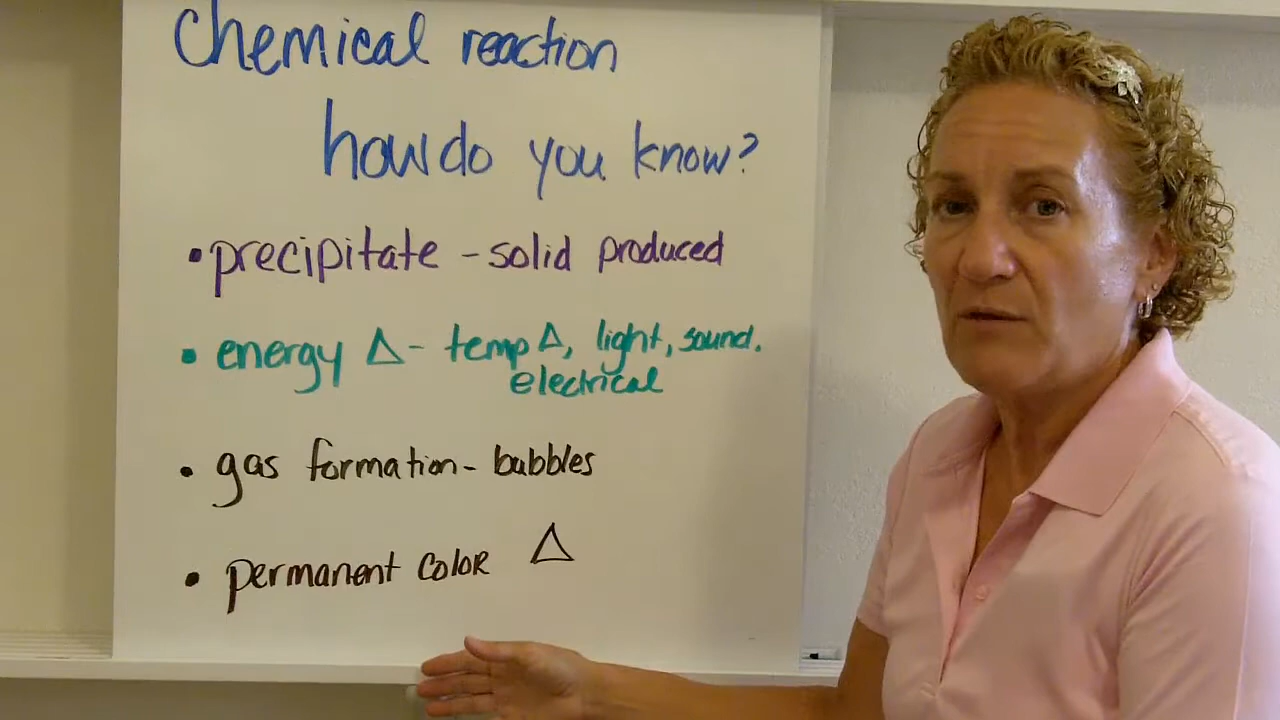 Chemical reaction
how do you know?
• precipitate - solid produced
• energy Δ - temp Δ, light, sound.
electrical
• gas formation - bubbles
• permanent color Δ